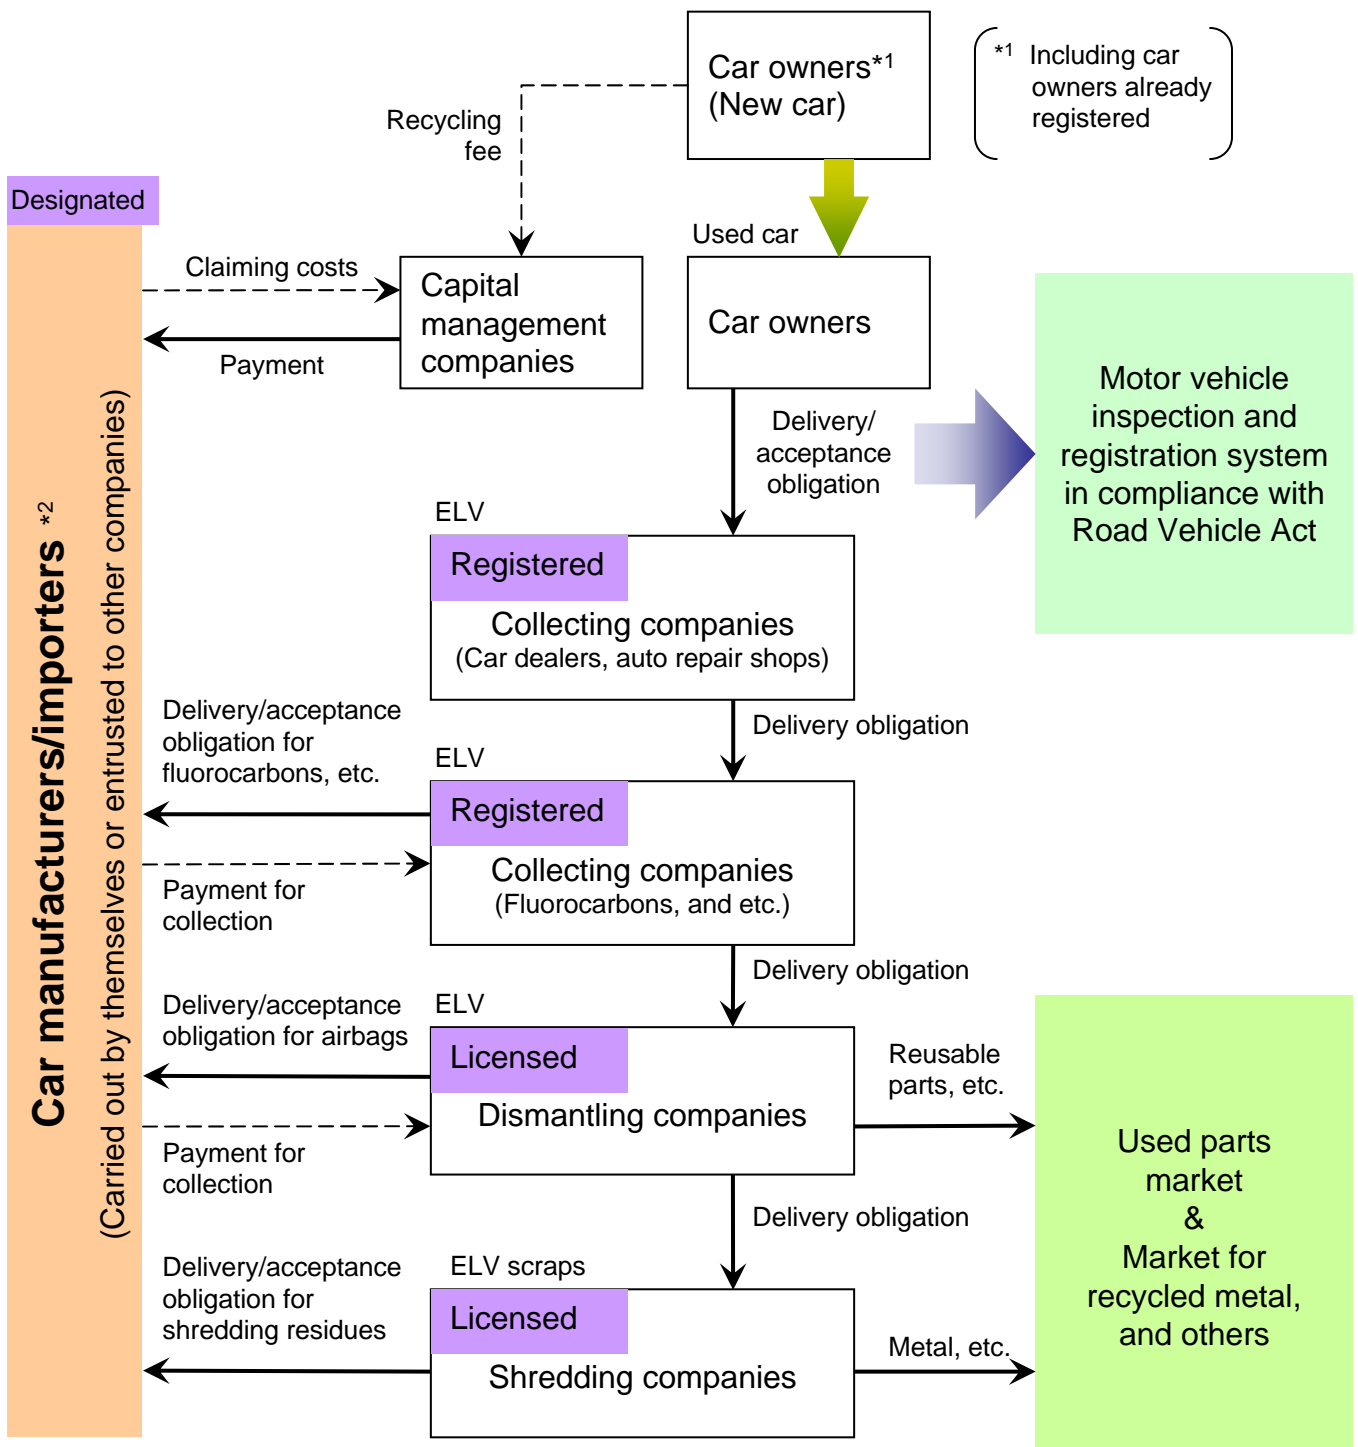 Car owners*1
(New car)
*1 Including car
owners already
registered
Recycling
fee
Designated
Used car
Claiming costs
Capital
management
companies
Payment
Car owners
Delivery/
acceptance
obligation
Motor vehicle
inspection and
registration system
in compliance with
Road Vehicle Act
Car manufacturers/importers *2
(Carried out by themselves or entrusted to other companies)
ELV
Registered
Collecting companies
(Car dealers, auto repair shops)
Delivery/acceptance
obligation for
fluorocarbons, etc.
Delivery obligation
ELV
Registered
Collecting companies
(Fluorocarbons, and etc.)
Payment for
collection
Delivery obligation
Delivery/acceptance
obligation for airbags
ELV
Licensed
Dismantling companies
Reusable
parts, etc.
Payment for
collection
Used parts
market
&
Market for
recycled metal,
and others
Delivery obligation
Delivery/acceptance
obligation for
shredding residues
ELV scraps
Licensed
Shredding companies
Metal, etc.